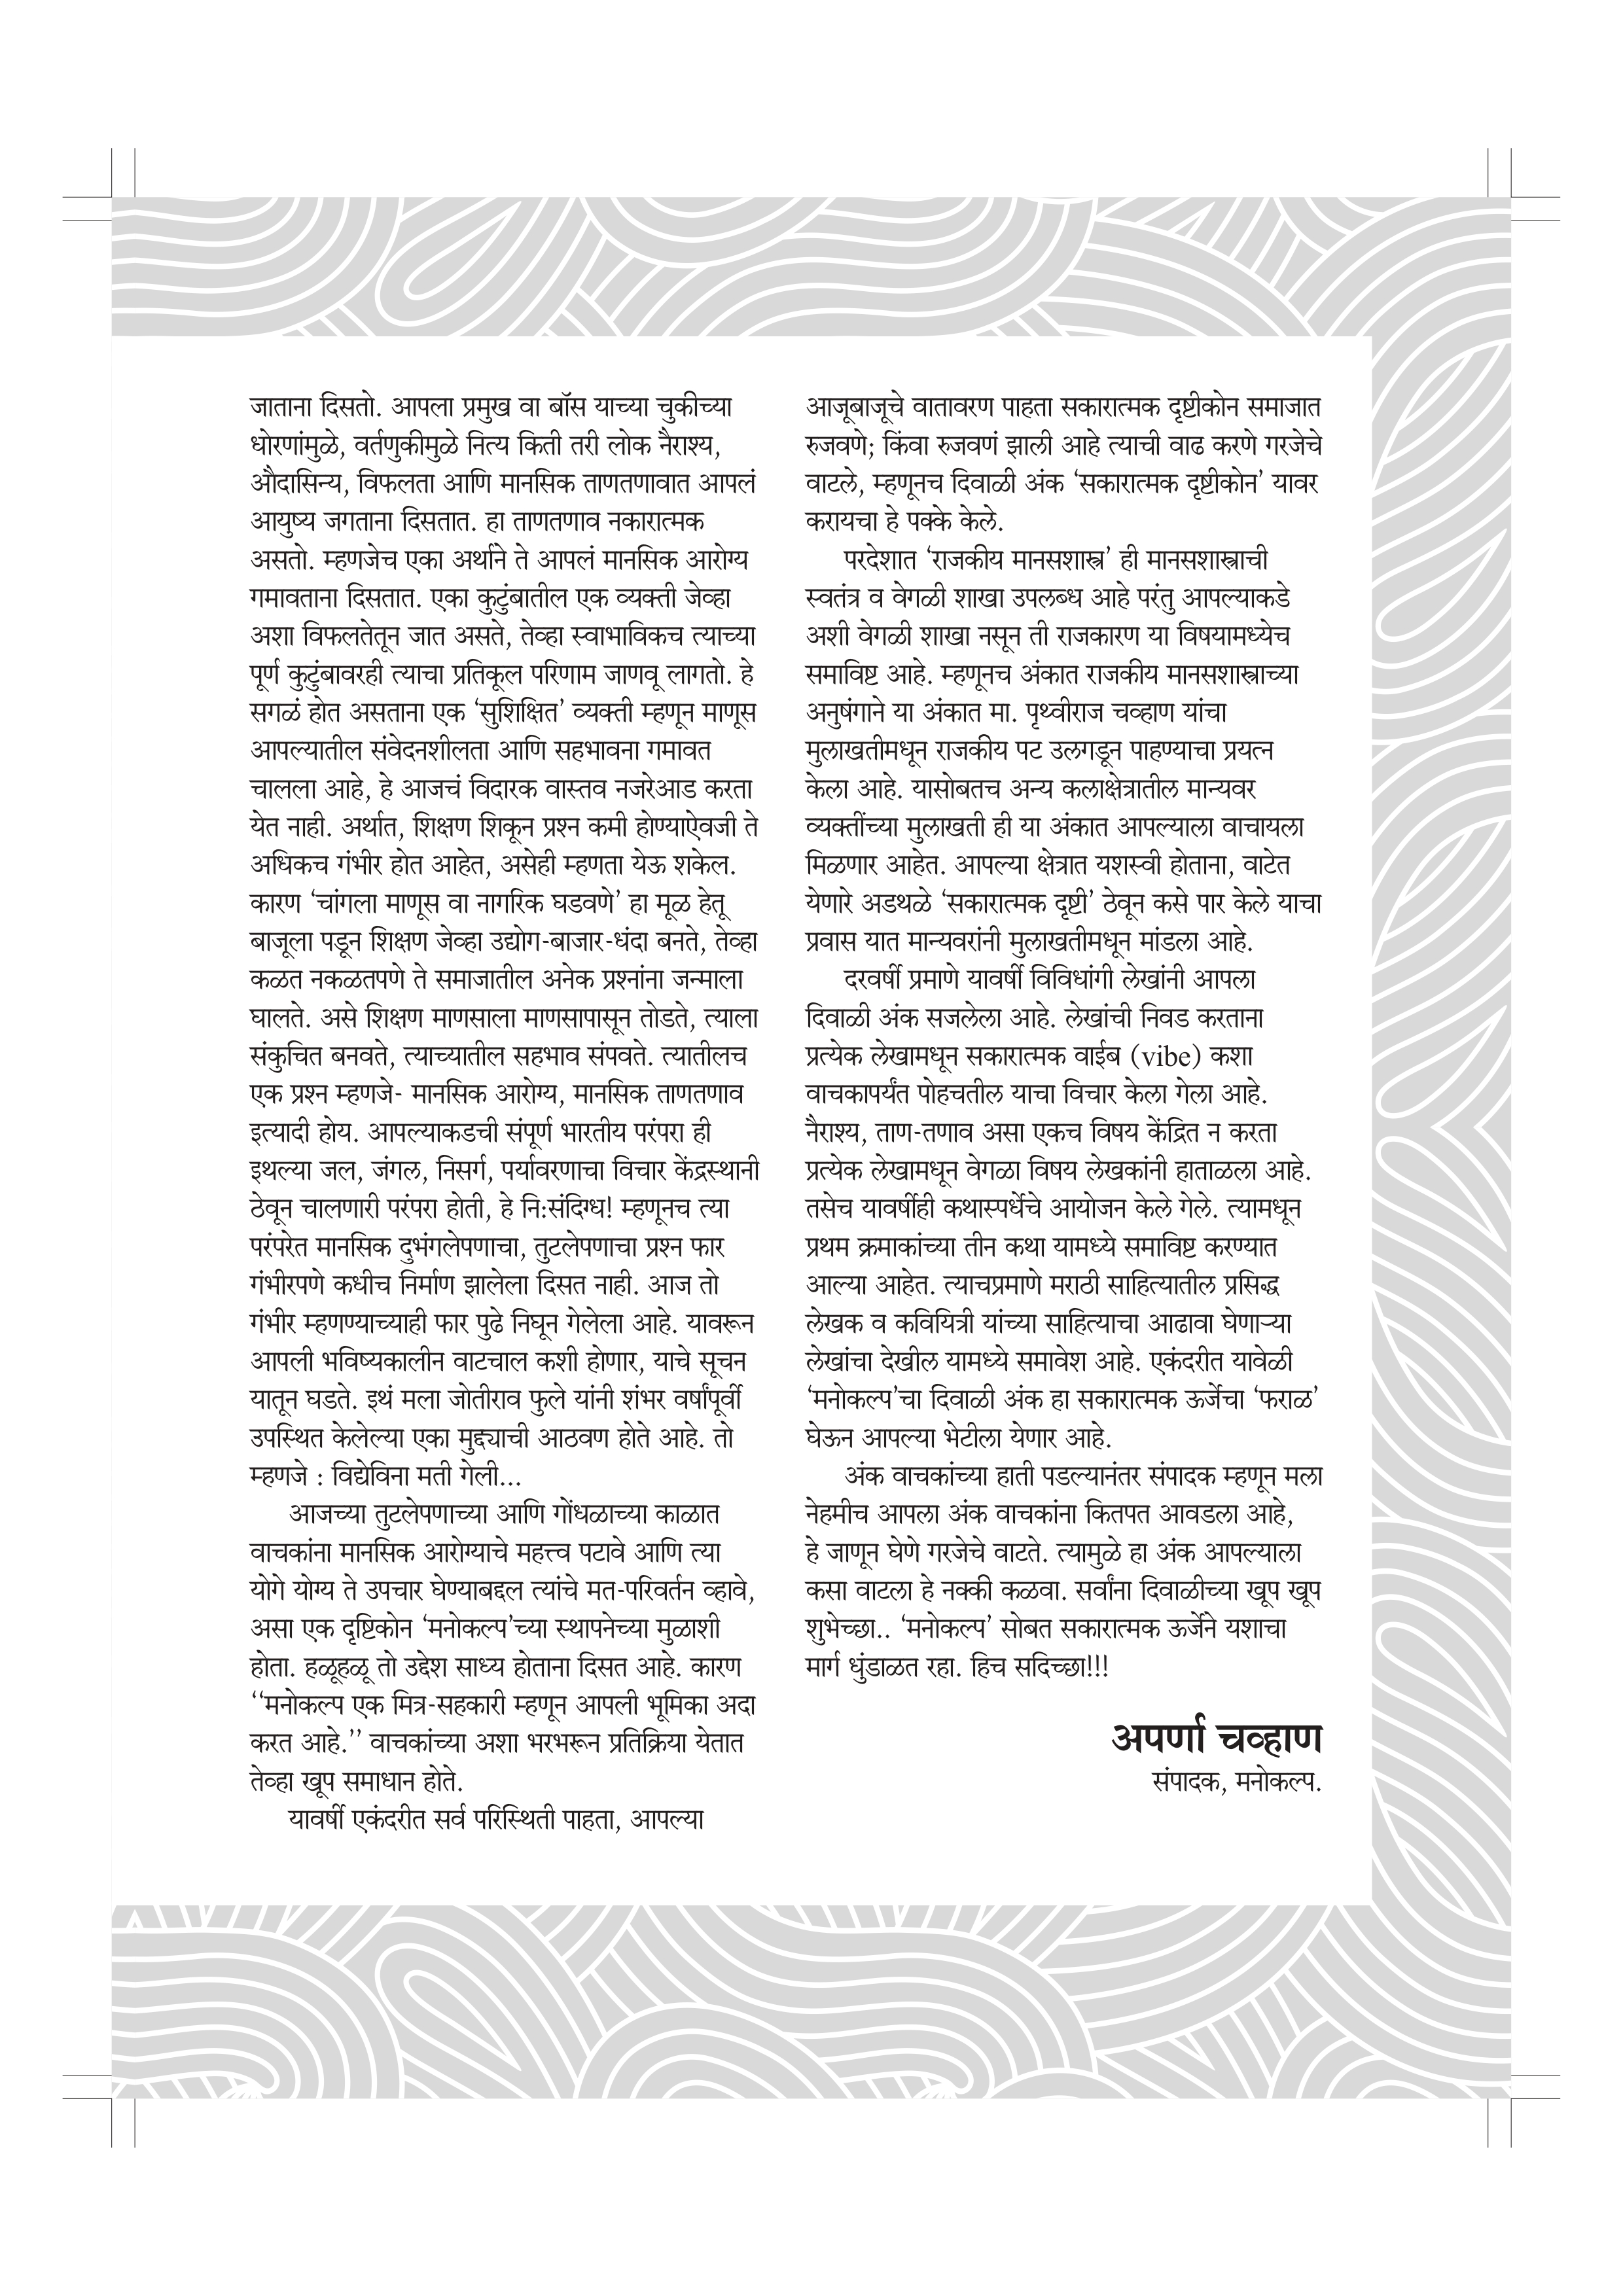 जाताना दिसतो. आपला प्रमुख वा बॉस याच्या चुकीच्या
धोरणांमुळे, वर्तणुकीमुळे नित्य किती तरी लोक नैराश्य,
औदासिन्य, विफलता आणि मानसिक ताणतणावात आपलं
आयुष्य जगताना दिसतात. हा ताणतणाव नकारात्मक
असतो. म्हणजेच एका अर्थाने ते आपलं मानसिक आरोग्य
गमावताना दिसतात. एका कुटुंबातील एक व्यक्ती जेव्हा
अशा विफलतेतून जात असते, तेव्हा स्वाभाविकच त्याच्या
पूर्ण कुटुंबावरही त्याचा प्रतिकूल परिणाम जाणवू लागतो. हे
सगळं होत असताना एक ‘सुशिक्षित’ व्यक्ती म्हणून माणूस
आपल्यातील संवेदनशीलता आणि सहभावना गमावत
चालला आहे, हे आजचं विदारक वास्तव नजरेआड करता
येत नाही. अर्थात, शिक्षण शिकून प्रश्न कमी होण्याऐवजी ते
अधिकच गंभीर होत आहेत, असेही म्हणता येऊ शकेल.
कारण ‘चांगला माणूस वा नागरिक घडवणे’ हा मूळ हेतू
बाजूला पडून शिक्षण जेव्हा उद्योग-बाजार-धंदा बनते, तेव्हा
कळत नकळतपणे ते समाजातील अनेक प्रश्नांना जन्माला
घालते. असे शिक्षण माणसाला माणसापासून तोडते, त्याला
संकुचित बनवते, त्याच्यातील सहभाव संपवते. त्यातीलच
एक प्रश्न म्हणजे- मानसिक आरोग्य, मानसिक ताणतणाव
इत्यादी होय. आपल्याकडची संपूर्ण भारतीय परंपरा ही
इथल्या जल, जंगल, निसर्ग, पर्यावरणाचा विचार केंद्रस्थानी
ठेवून चालणारी परंपरा होती, हे नि:संदिग्ध! म्हणूनच त्या
परंपरेत मानसिक दुभंगलेपणाचा, तुटलेपणाचा प्रश्न फार
गंभीरपणे कधीच निर्माण झालेला दिसत नाही. आज तो
गंभीर म्हणण्याच्याही फार पुढे निघून गेलेला आहे. यावरून
आपली भविष्यकालीन वाटचाल कशी होणार, याचे सूचन
यातून घडते. इथं मला जोतीराव फुले यांनी शंभर वर्षांपूर्वी
उपस्थित केलेल्या एका मुद्द्याची आठवण होते आहे. तो
म्हणजे : विद्येविना मती गेली...
आजच्या तुटलेपणाच्या आणि गोंधळाच्या काळात
वाचकांना मानसिक आरोग्याचे महत्त्व पटावे आणि त्या
योगे योग्य ते उपचार घेण्याबद्दल त्यांचे मत-परिवर्तन व्हावे,
असा एक दृष्टिकोन ‘मनोकल्प’च्या स्थापनेच्या मुळाशी
होता. हळूहळू तो उद्देश साध्य होताना दिसत आहे. कारण
‘‘मनोकल्प एक मित्र-सहकारी म्हणून आपली भूमिका अदा
करत आहे.’’ वाचकांच्या अशा भरभरून प्रतिक्रिया येतात
तेव्हा खूप समाधान होते.
यावर्षी एकंदरीत सर्व परिस्थिती पाहता, आपल्या
आजूबाजूचे वातावरण पाहता सकारात्मक दृष्टीकोन समाजात
रुजवणे; किंवा रुजवणं झाली आहे त्याची वाढ करणे गरजेचे
वाटले, म्हणूनच दिवाळी अंक ‘सकारात्मक दृष्टीकोन’ यावर
करायचा हे पक्के केले.
परदेशात ‘राजकीय मानसशास्त्र’ ही मानसशास्त्राची
स्वतंत्र व वेगळी शाखा उपलब्ध आहे परंतु आपल्याकडे
अशी वेगळी शाखा नसून ती राजकारण या विषयामध्येच
समाविष्ट आहे. म्हणूनच अंकात राजकीय मानसशास्त्राच्या
अनुषंगाने या अंकात मा. पृथ्वीराज चव्हाण यांचा
मुलाखतीमधून राजकीय पट उलगडून पाहण्याचा प्रयत्न
केला आहे. यासोबतच अन्य कलाक्षेत्रातील मान्यवर
व्यक्तींच्या मुलाखती ही या अंकात आपल्याला वाचायला
मिळणार आहेत. आपल्या क्षेत्रात यशस्वी होताना, वाटेत
येणारे अडथळे ‘सकारात्मक दृष्टी’ ठेवून कसे पार केले याचा
प्रवास यात मान्यवरांनी मुलाखतीमधून मांडला आहे.
दरवर्षी प्रमाणे यावर्षी विविधांगी लेखांनी आपला
दिवाळी अंक सजलेला आहे. लेखांची निवड करताना
प्रत्येक लेखामधून सकारात्मक वाईब (vibe) कशा
वाचकापर्यंत पोहचतील याचा विचार केला गेला आहे.
नैराश्य, ताण-तणाव असा एकच विषय केंद्रित न करता
प्रत्येक लेखामधून वेगळा विषय लेखकांनी हाताळला आहे.
तसेच यावर्षीही कथास्पर्धेचे आयोजन केले गेले. त्यामधून
प्रथम क्रमाकांच्या तीन कथा यामध्ये समाविष्ट करण्यात
आल्या आहेत. त्याचप्रमाणे मराठी साहित्यातील प्रसिद्ध
लेखक व कवियित्री यांच्या साहित्याचा आढावा घेणाऱ्या
लेखांचा देखील यामध्ये समावेश आहे. एकंदरीत यावेळी
‘मनोकल्प’चा दिवाळी अंक हा सकारात्मक ऊर्जेचा ‘फराळ’
घेऊन आपल्या भेटीला येणार आहे.
अंक वाचकांच्या हाती पडल्यानंतर संपादक म्हणून मला
नेहमीच आपला अंक वाचकांना कितपत आवडला आहे,
हे जाणून घेणे गरजेचे वाटते. त्यामुळे हा अंक आपल्याला
कसा वाटला हे नक्की कळवा. सर्वांना दिवाळीच्या खूप खूप
शुभेच्छा.. ‘मनोकल्प’ सोबत सकारात्मक ऊर्जेने यशाचा
मार्ग धुंडाळत रहा. हिच सदिच्छा!!!
अपर्णा चव्हाण
संपादक, मनोकल्प.